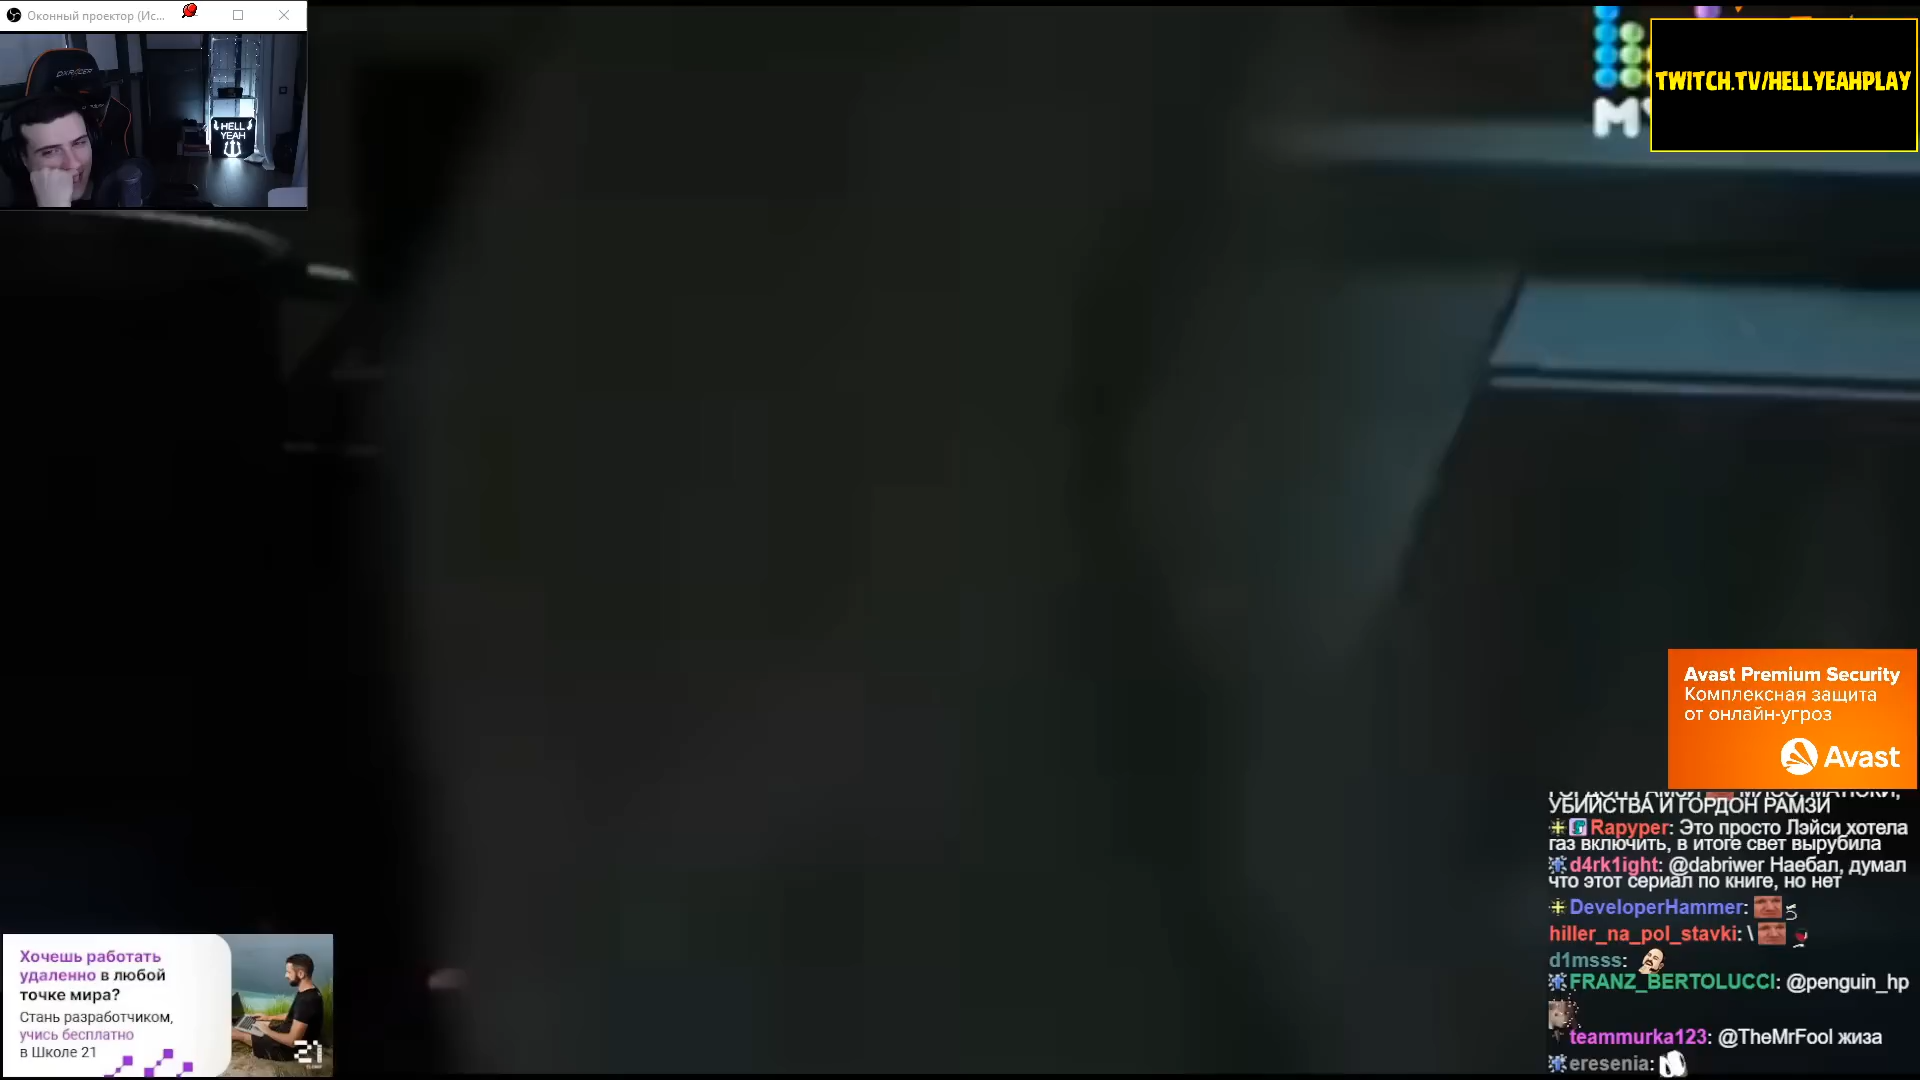 Оконный проектор (Ис...
DXRACER
HELL
YEAH
TWITCH.TV/HELLYEAHPLAY
Avast Premium Security
Комплексная защита
от онлайн-угроз
Avast
УБИЙСТВА И ГОРДОН РАМЗИ
Rapyper: Это просто Лэйси хотела
газ включить, в итоге свет вырубила
d4rk1ight: @dabriwer Наебал, думал
что этот сериал по книге, но нет
DeveloperHammer:
hiller_na_pol_stavki: \
d1msss:
FRANZ_BERTOLUCCI: @penguin_hp
teammurka123: @TheMrFool жиза
eresenia:
Хочешь работать
удаленно в любой
точке мира?
Стань разработчиком,
учись бесплатно
в Школе 21
21